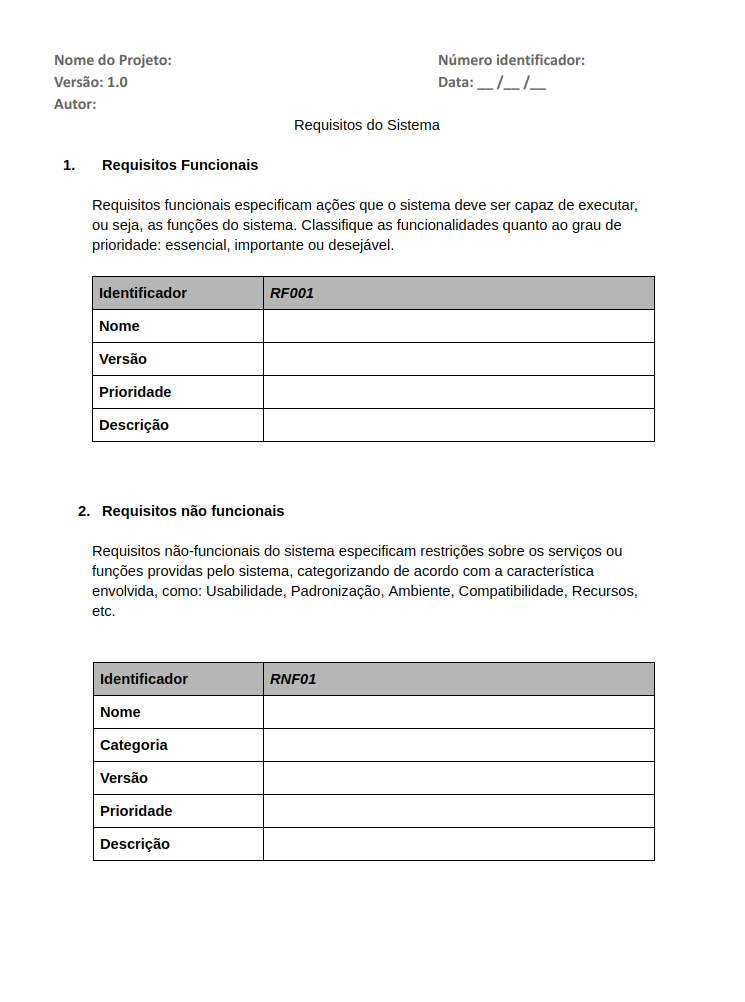 Nome do Projeto: Número identificador:
Versão: 1.0 Data: __ /__ /__
Autor:
Requisitos do Sistema
1. Requisitos Funcionais
Requisitos funcionais especificam ações que o sistema deve ser capaz de executar,
ou seja, as funções do sistema. Classifique as funcionalidades quanto ao grau de
prioridade: essencial, importante ou desejável.
Identificador RF001
Nome
Versão
Prioridade
Descrição
2. Requisitos não funcionais
Requisitos não-funcionais do sistema especificam restrições sobre os serviços ou
funções providas pelo sistema, categorizando de acordo com a característica
envolvida, como: Usabilidade, Padronização, Ambiente, Compatibilidade, Recursos,
etc.
Identificador RNF01
Nome
Categoria
Versão
Prioridade
Descrição